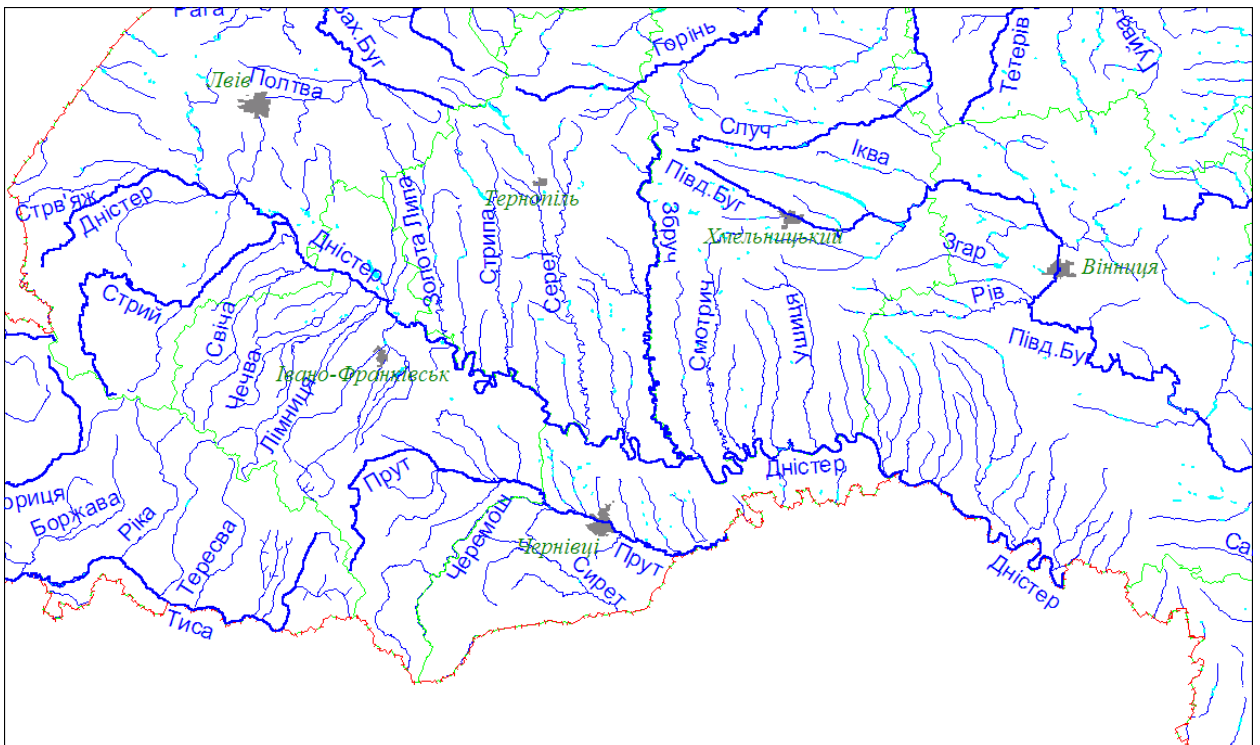 Рата
Зах.Буг
Горінь
Тетерів
Уйва
Львів
Полтва
Случ
Іква
Стрв'яж
Дністер
Півд.Буг
Тернопіль
Хмельницький
Золота Липа
Стрипа
Серет
Збруч
Згар
Вінниця
Дністер
Стрий
Свіча
Смотрич
Ушиця
Рів
Півд.Буг
Чечва
Івано-Франківськ
Лімниця
Прут
Дністер
Боржава
Ріка
Тересва
Черемош
Чернівці
Прут
Сирет
Дністер
Тиса